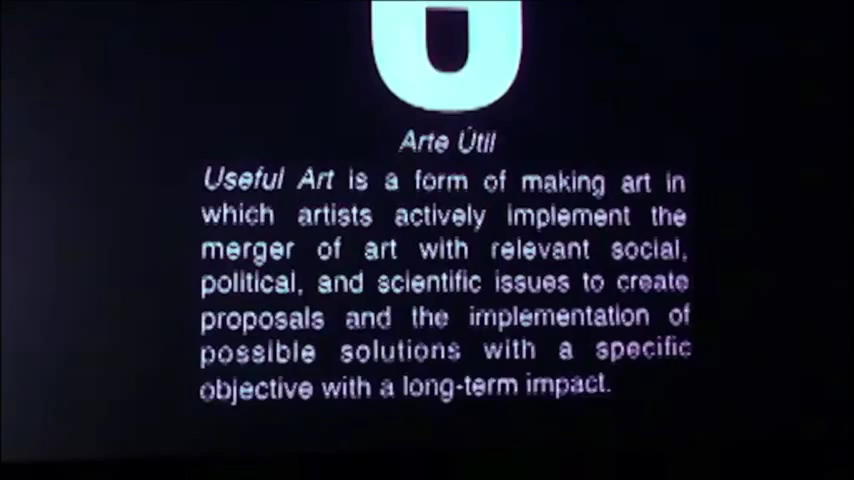 Arte Útil
Useful Art is a form of making art in
which artists actively implement the
merger of art with relevant social,
political, and scientific issues to create
proposals and the implementation of
possible solutions with a specific
objective with a long-term impact.